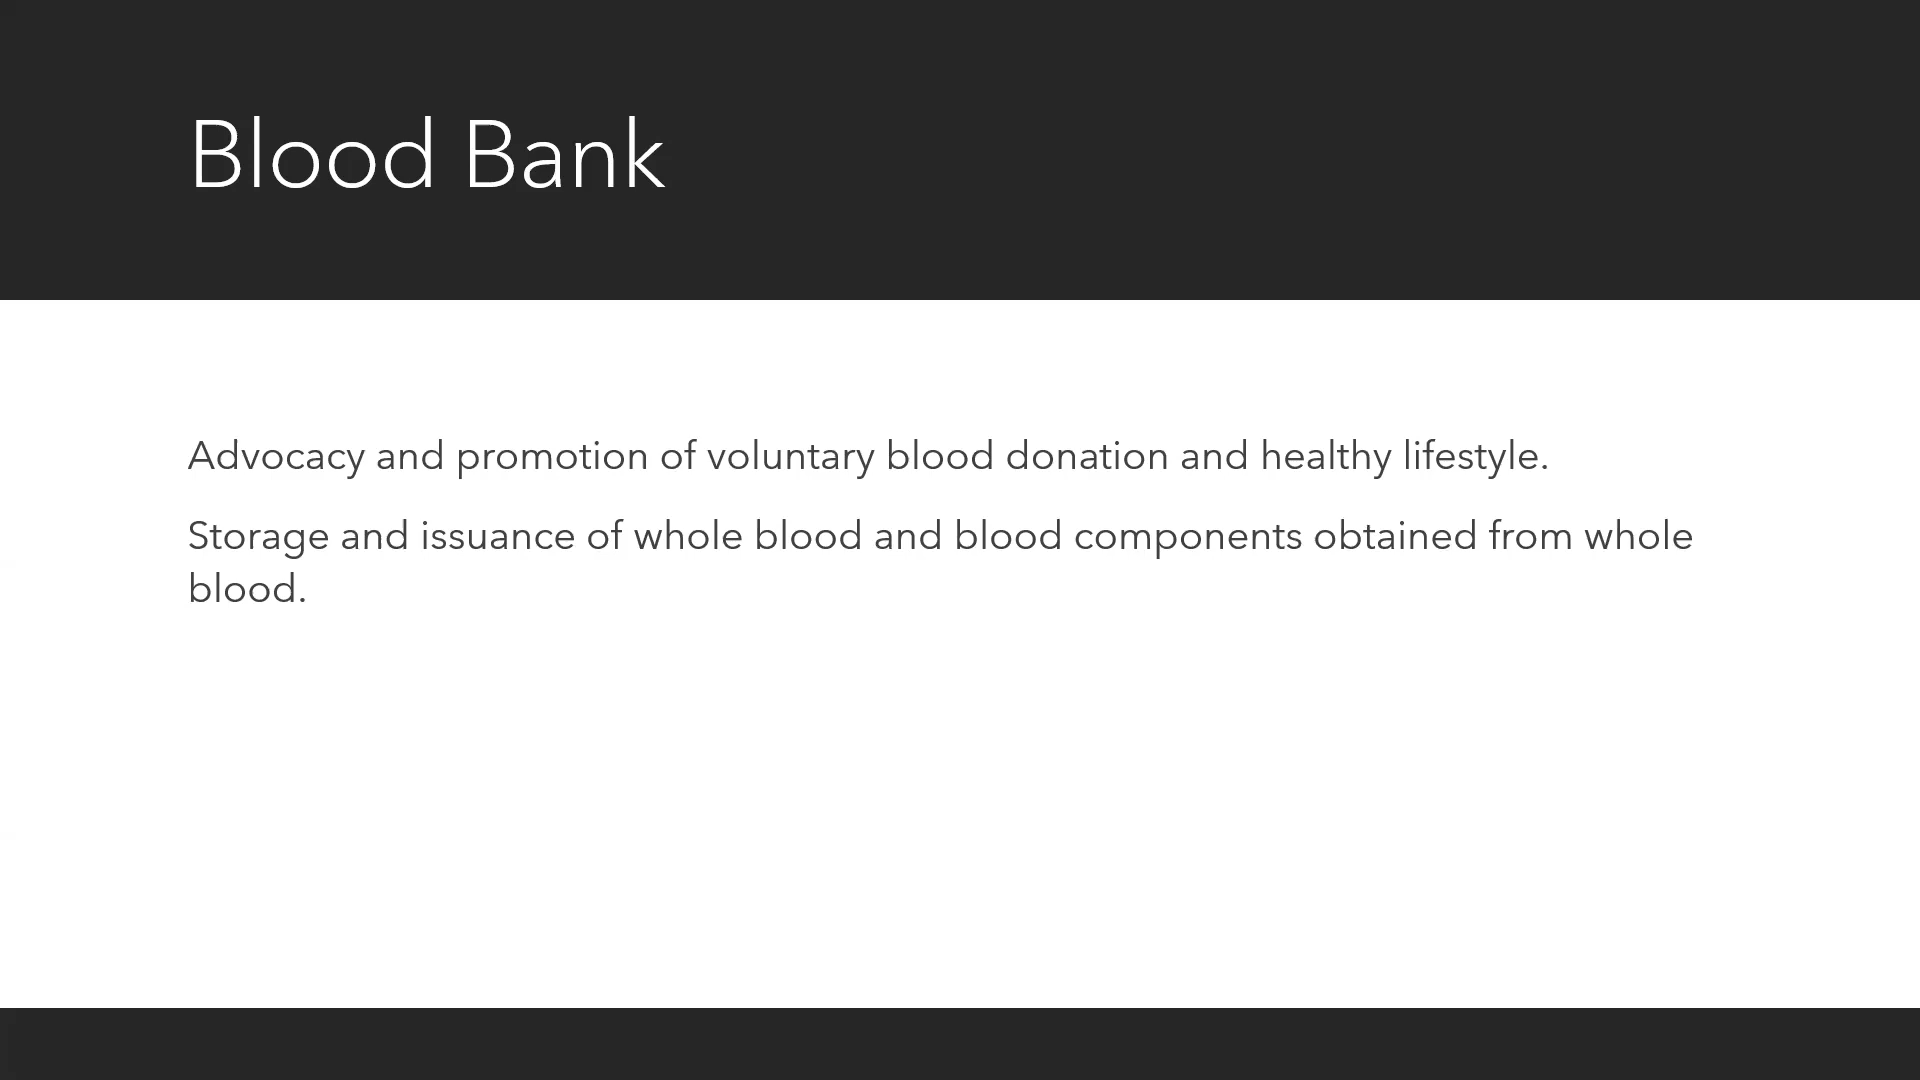 Blood Bank
Advocacy and promotion of voluntary blood donation and healthy lifestyle.
Storage and issuance of whole blood and blood components obtained from whole
blood.